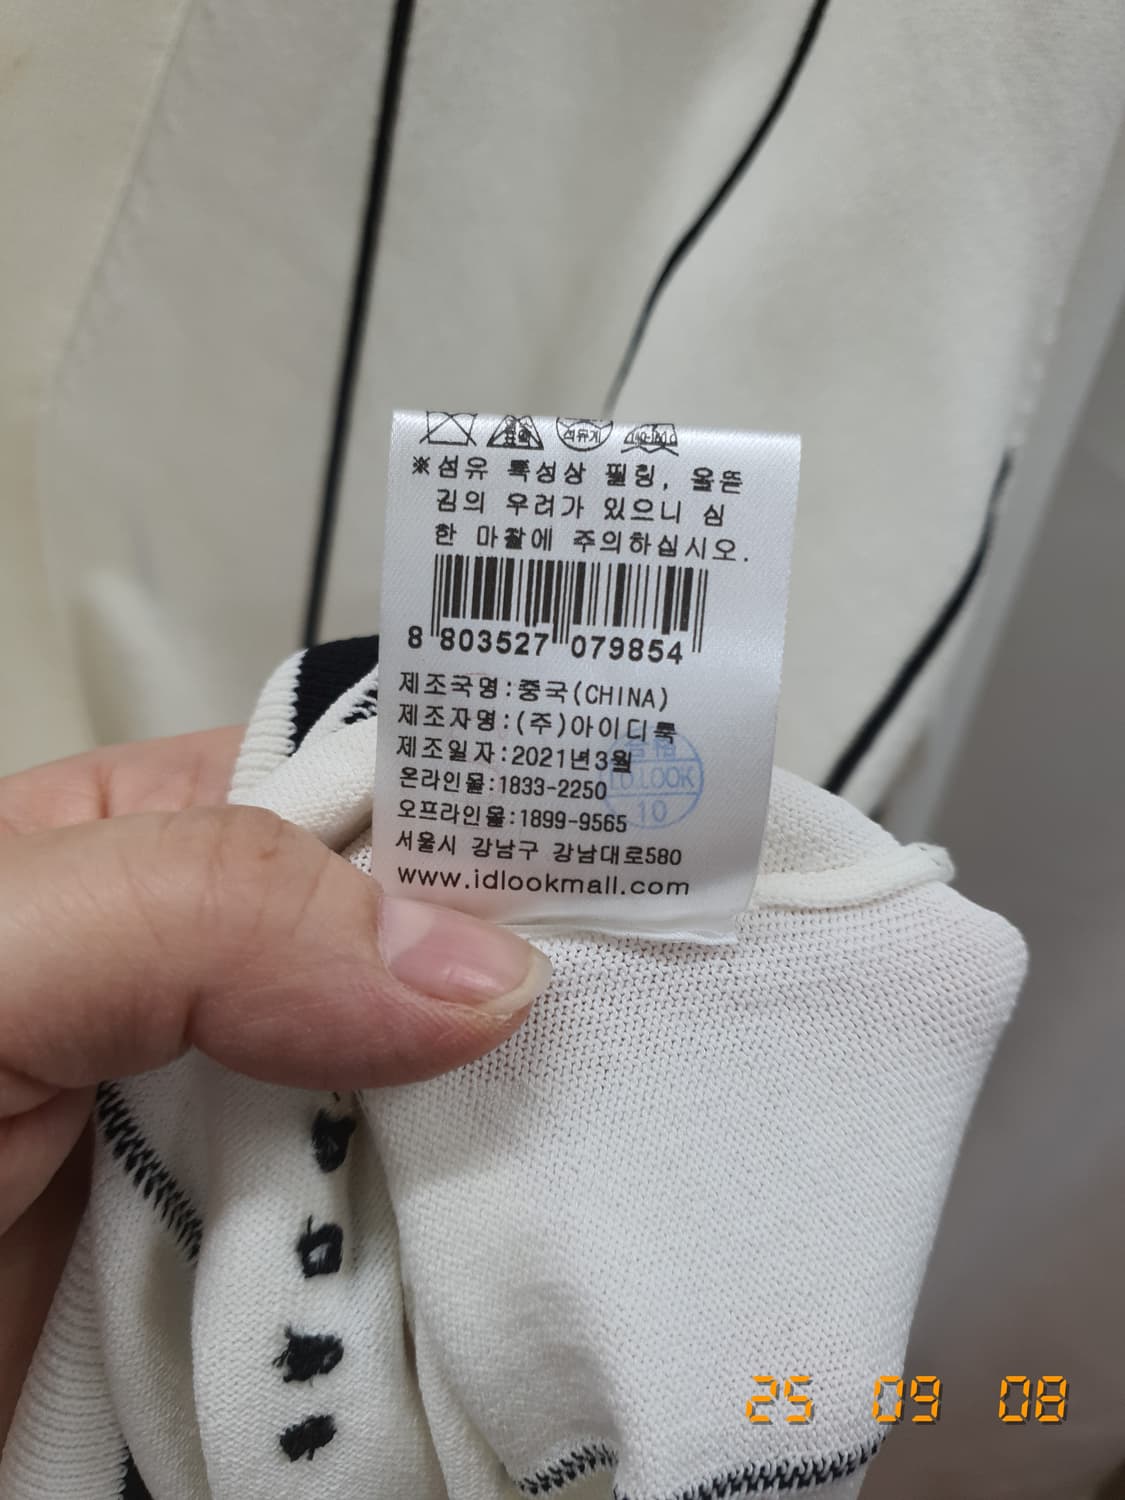 ※섬유 특성상 필링, 올뜯
김의 우려가 있으니 심
한 마찰에 주의하십시오.
8 803527 079854
제조국명:중국(CHINA)
제조자명:(주)아이디룩
제조일자:2021년3월
온라인몰:1833-2250
오프라인몰:1899-9565
서울시 강남구 강남대로580
www.idlookmall.com
I.D.LOOK
10
25 09 08